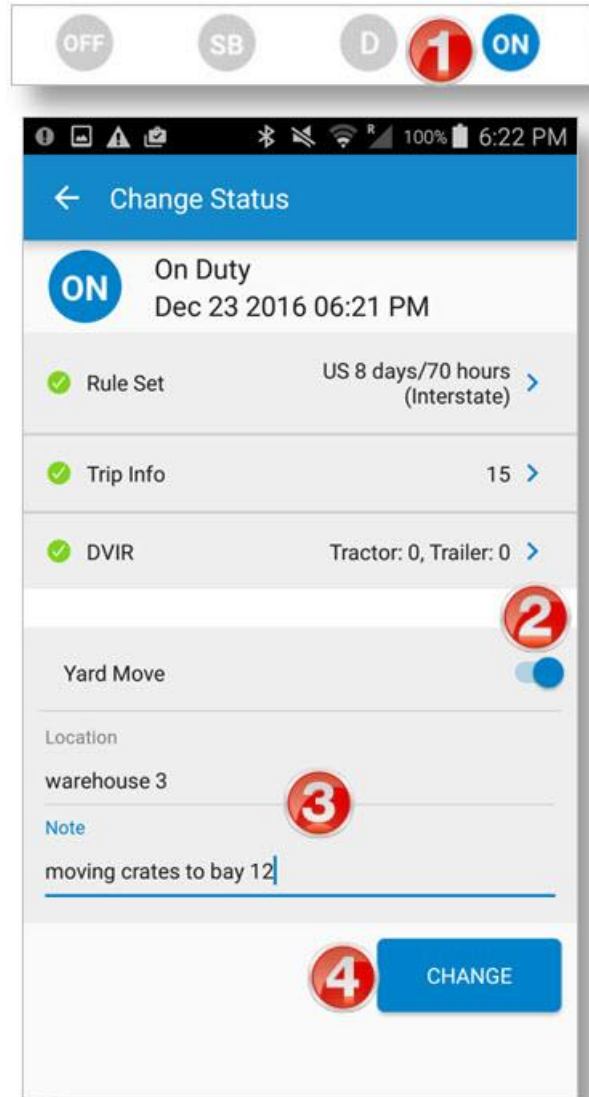 OFF SB D 1 ON
R 100% 6:22 PM
Change Status
ON On Duty
Dec 23 2016 06:21 PM
Rule Set US 8 days/70 hours
(Interstate)
Trip Info 15
DVIR Tractor: 0, Trailer: 0
2
Yard Move
Location
warehouse 3
3
Note
moving crates to bay 12
4 CHANGE